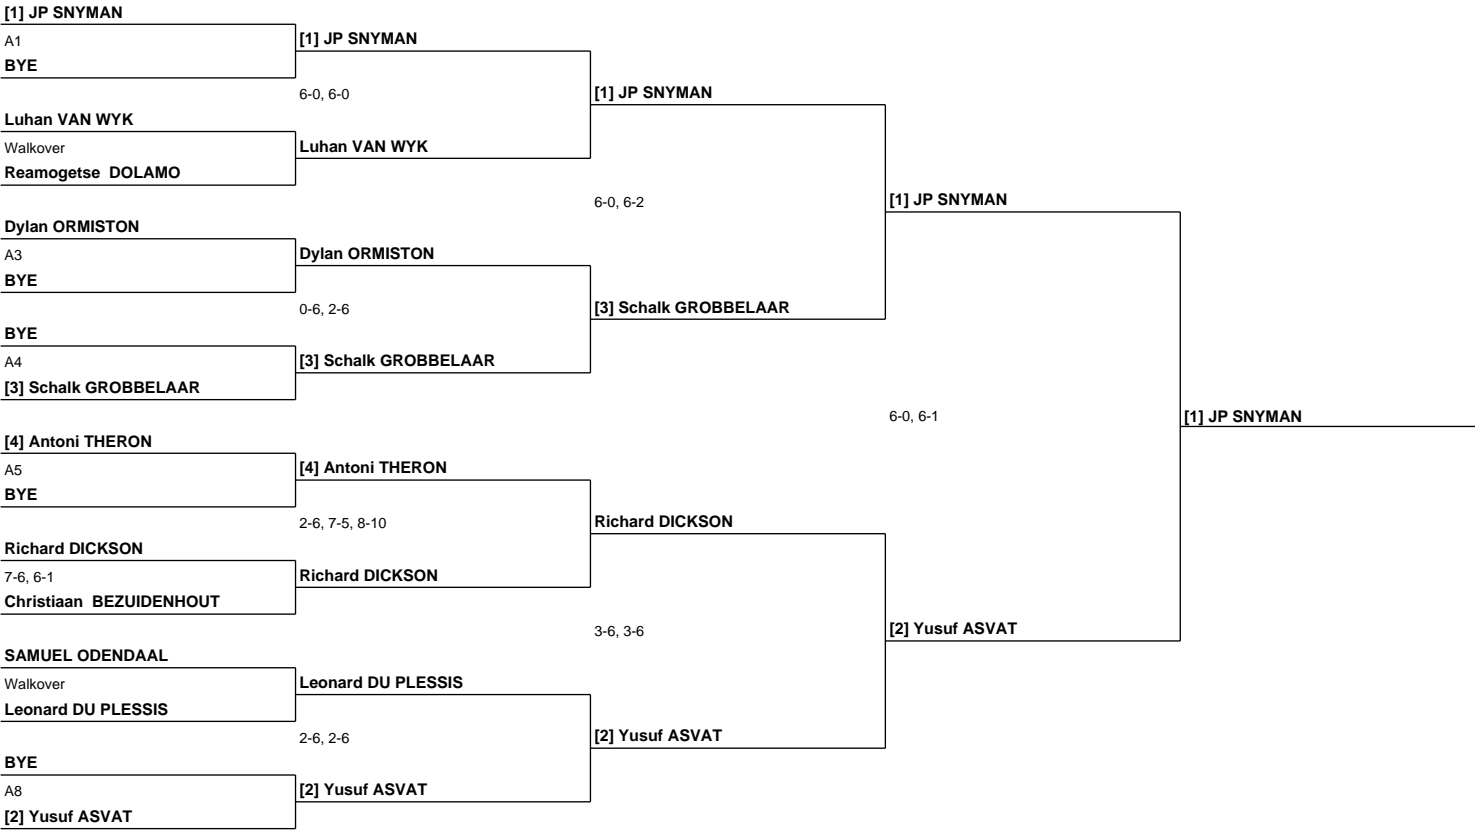 [1] JP SNYMAN
A1
BYE
[1] JP SNYMAN
6-0, 6-0
Luhan VAN WYK
Walkover
Reamogetse  DOLAMO
Luhan VAN WYK
[1] JP SNYMAN
6-0, 6-2
Dylan ORMISTON
A3
BYE
Dylan ORMISTON
0-6, 2-6
BYE
A4
[3] Schalk GROBBELAAR
[3] Schalk GROBBELAAR
[3] Schalk GROBBELAAR
[1] JP SNYMAN
6-0, 6-1
[1] JP SNYMAN
[4] Antoni THERON
A5
BYE
[4] Antoni THERON
2-6, 7-5, 8-10
Richard DICKSON
7-6, 6-1
Christiaan  BEZUIDENHOUT
Richard DICKSON
Richard DICKSON
3-6, 3-6
SAMUEL ODENDAAL
Walkover
Leonard DU PLESSIS
Leonard DU PLESSIS
2-6, 2-6
BYE
A8
[2] Yusuf ASVAT
[2] Yusuf ASVAT
[2] Yusuf ASVAT
[2] Yusuf ASVAT